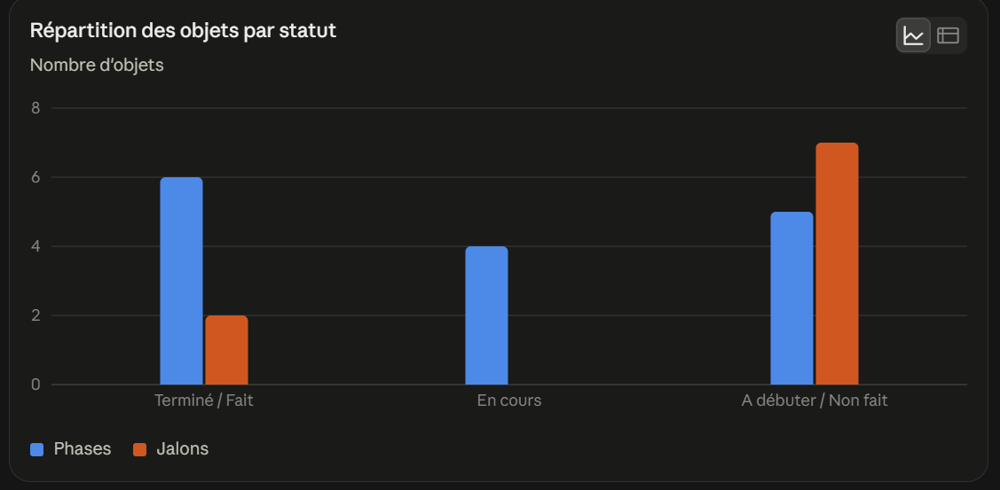 Répartition des objets par statut
Nombre d'objets
8
6
4
2
0
Terminé / Fait
En cours
A débuter / Non fait
Phases
Jalons